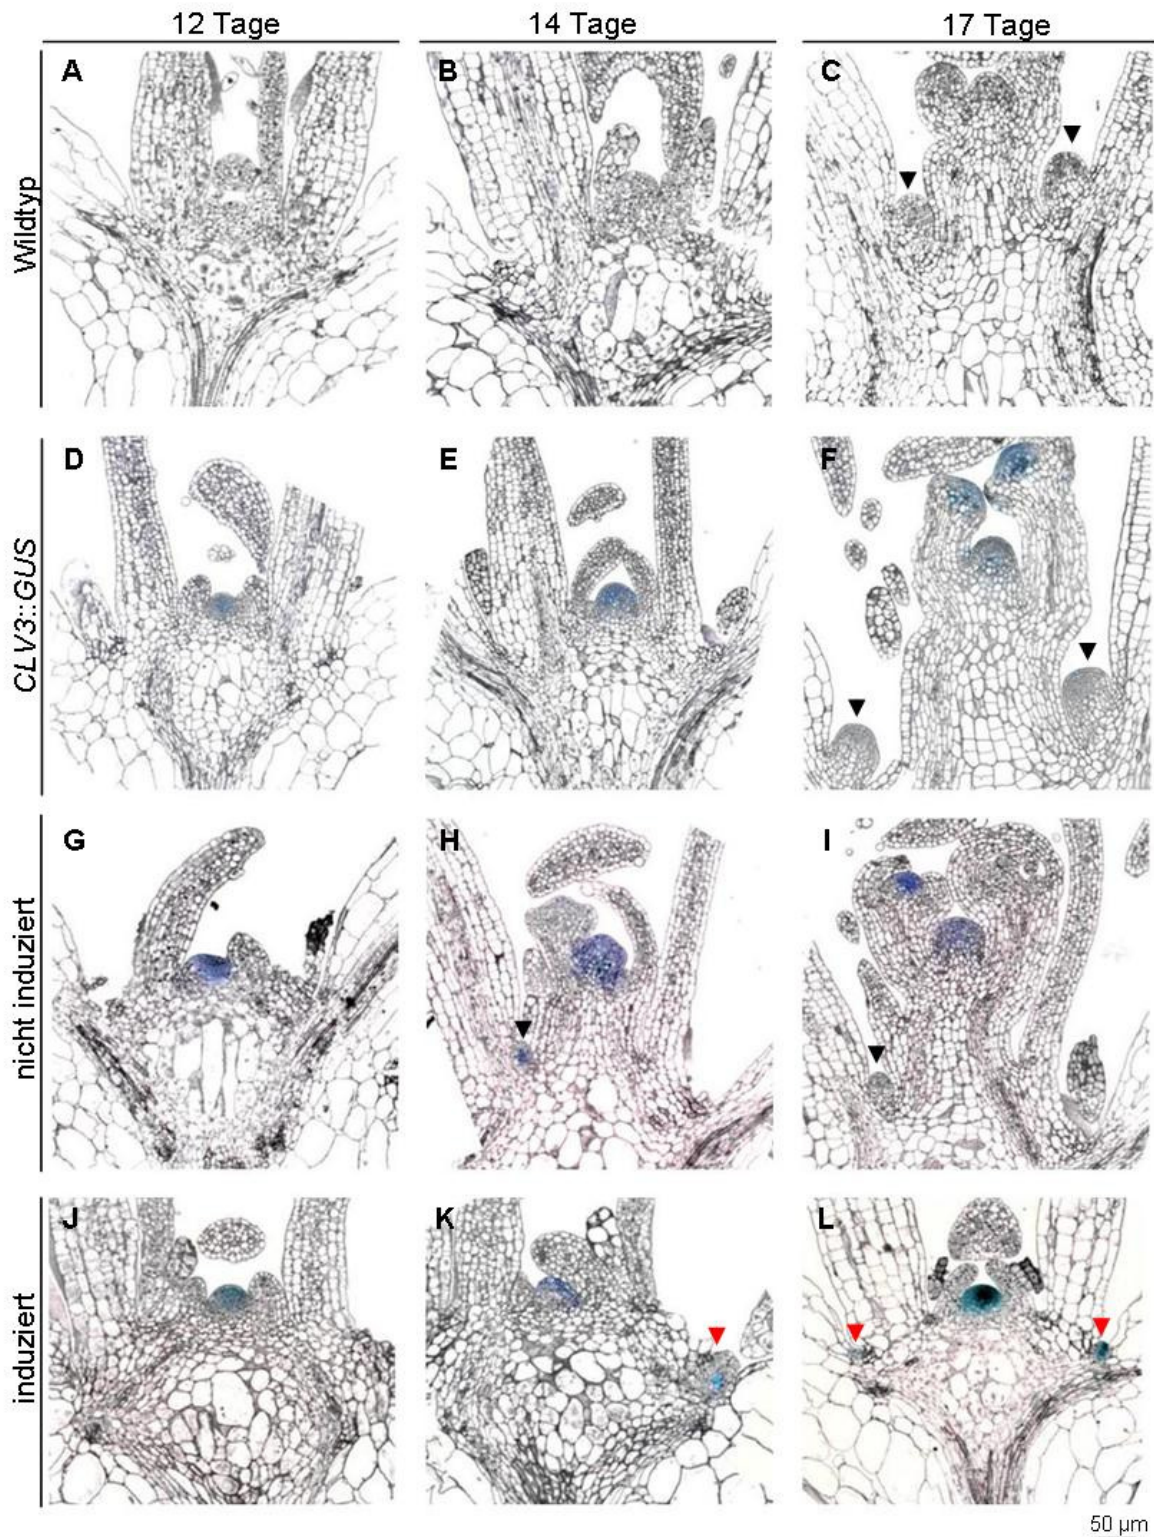 12 Tage
14 Tage
17 Tage
Wildtyp
A
B
C
CLV3::GUS
D
E
F
nicht induziert
G
H
I
induziert
J
K
L
50 µm